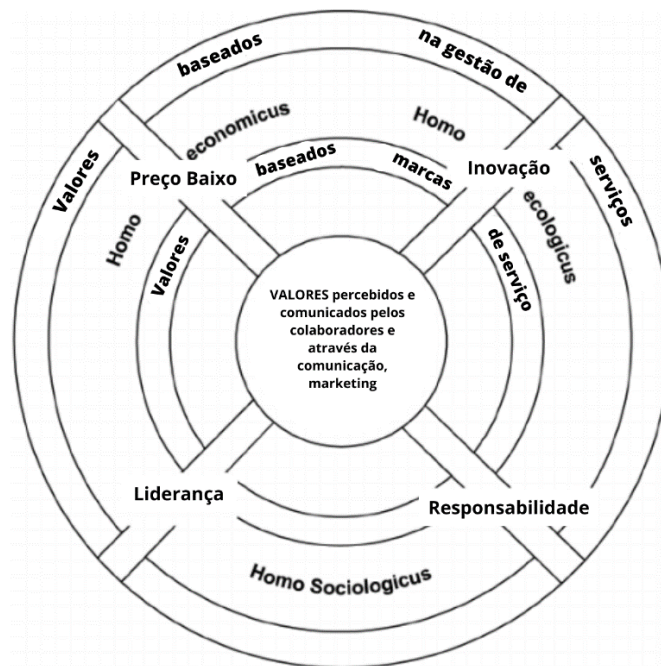 Valores baseados na gestão de serviços
Homo economicus
Homo ecologicus
Valores baseados marcas de serviço
Preço Baixo
Inovação
VALORES percebidos e
comunicados pelos
colaboradores e
através da
comunicação,
marketing
Liderança
Responsabilidade
Homo Sociologicus